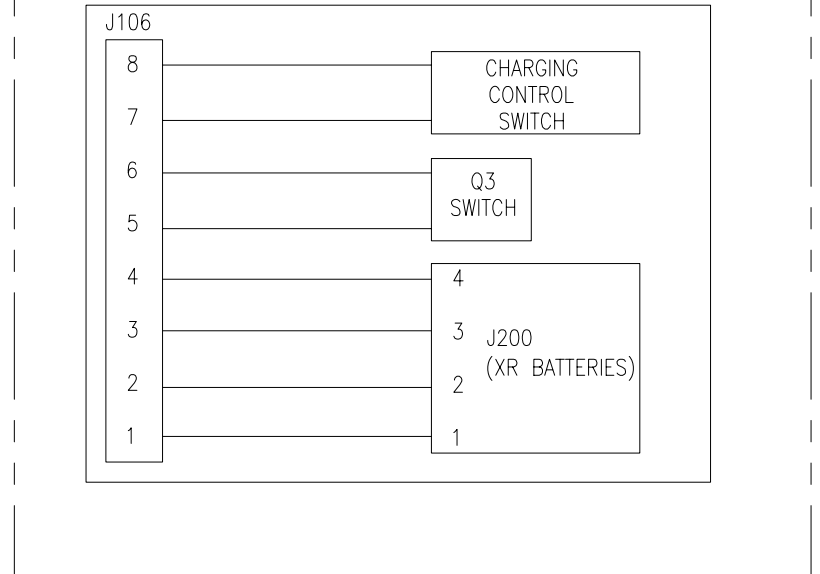 J106
8
7
6
5
4
3
2
1
CHARGING
CONTROL
SWITCH
Q3
SWITCH
4
3
2
1
J200
(XR BATTERIES)